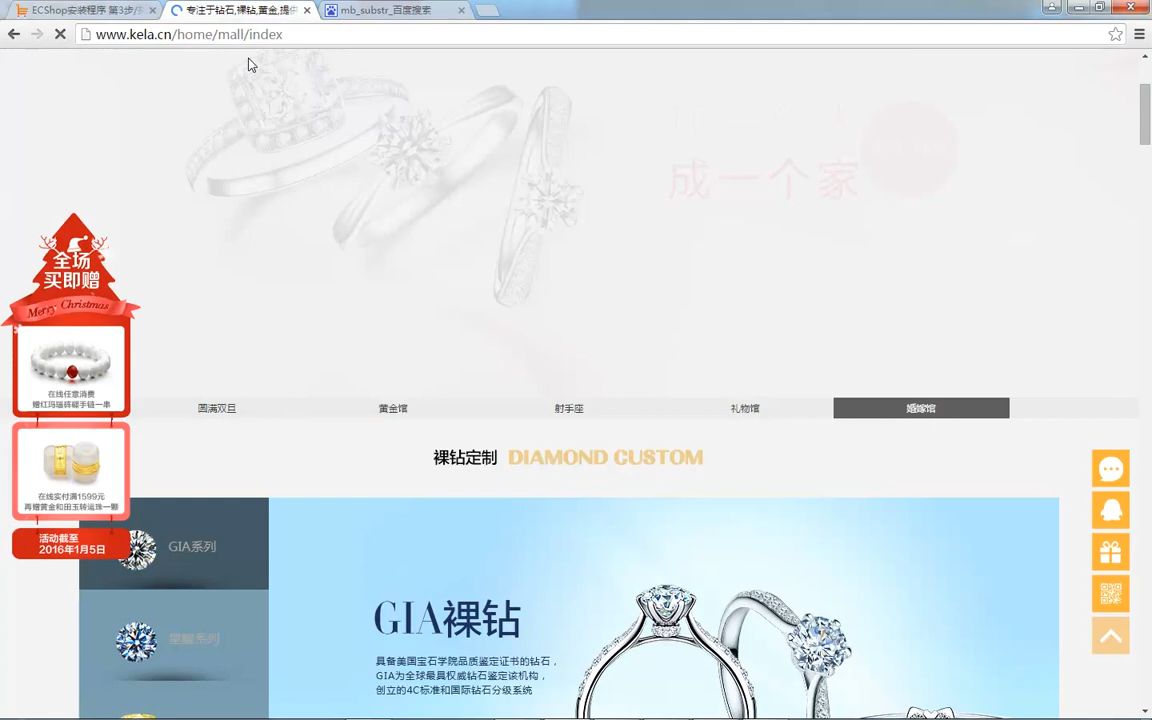 ECShop安装程序 第3步/共
专注于钻石,裸钻,黄金,提供
mb_substr_百度搜索
www.kela.cn/home/mall/index
成一个家
全场
买即赠
Merry Christmas
在线任意消费
赠红玛瑙砗磲手链一串
在线实付满1599元
再赠黄金和田玉转运珠一颗
活动截至
2016年1月5日
圆满双旦
黄金馆
射手座
礼物馆
婚嫁馆
裸钻定制 DIAMOND CUSTOM
GIA系列
GIA裸钻
具备美国宝石学院品质鉴定证书的钻石，
GIA为全球最具权威钻石鉴定该机构，
创立的4C标准和国际钻石分级系统